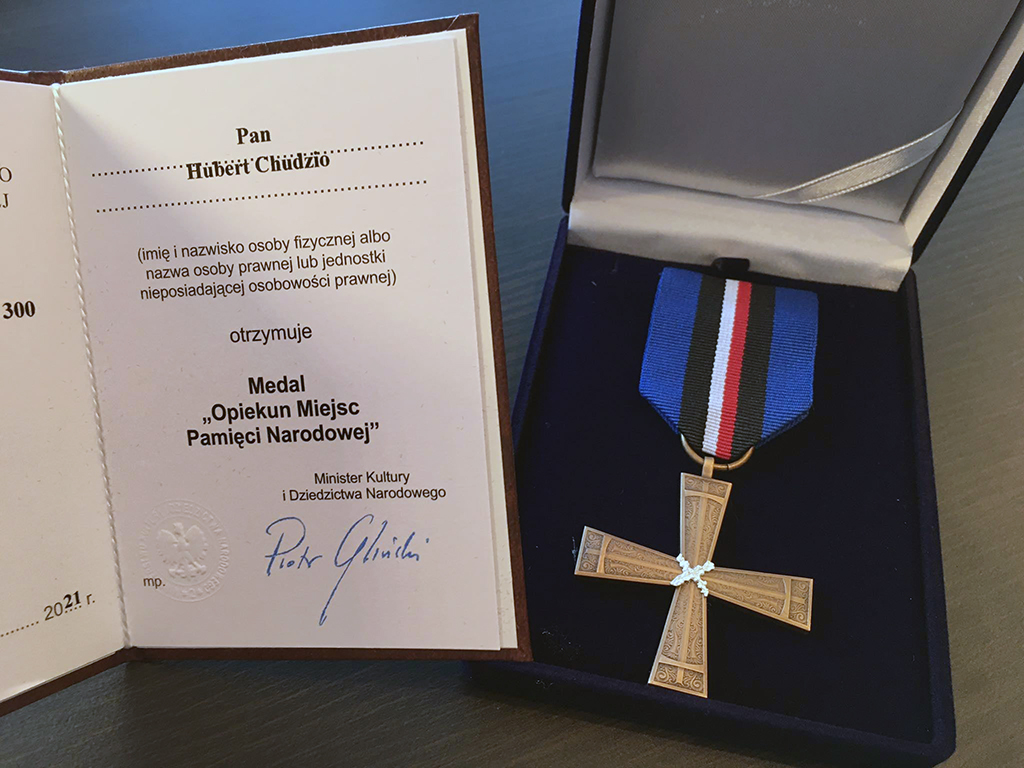 O
EJ
300
2021 r.
Pan
Hubert Chudzio
(imię i nazwisko osoby fizycznej albo
nazwa osoby prawnej lub jednostki
nieposiadającej osobowości prawnej)
otrzymuje
Medal
„Opiekun Miejsc
Pamięci Narodowej”
Minister Kultury
i Dziedzictwa Narodowego
Piotr Gliński
mp.